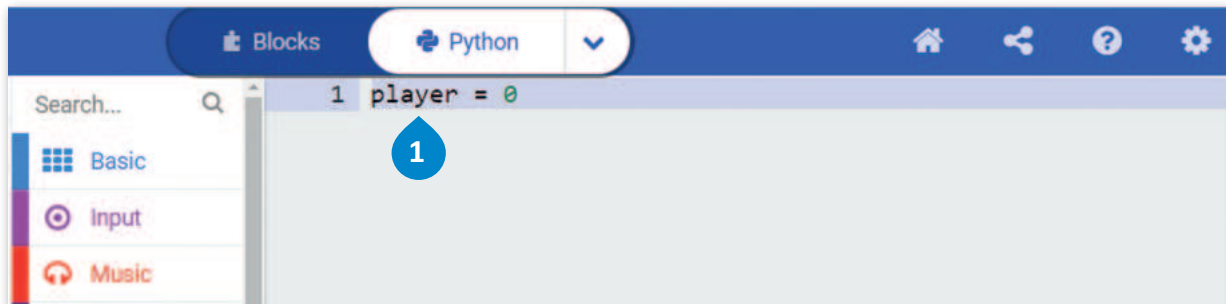 Blocks Python
Search... 1 player = 0
1
Basic
Input
Music